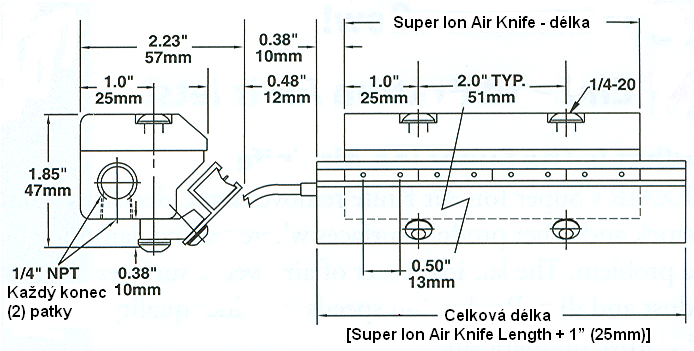 Super Ion Air Knife - délka
2.23"
57mm
0.38"
10mm
1.0"
25mm
0.48"
12mm
1.0"
25mm
2.0" TYP.
51mm
1/4-20
1.85"
47mm
1/4" NPT
Každý konec
(2) patky
0.38"
10mm
0.50"
13mm
Celková délka
[Super Ion Air Knife Length + 1” (25mm)]